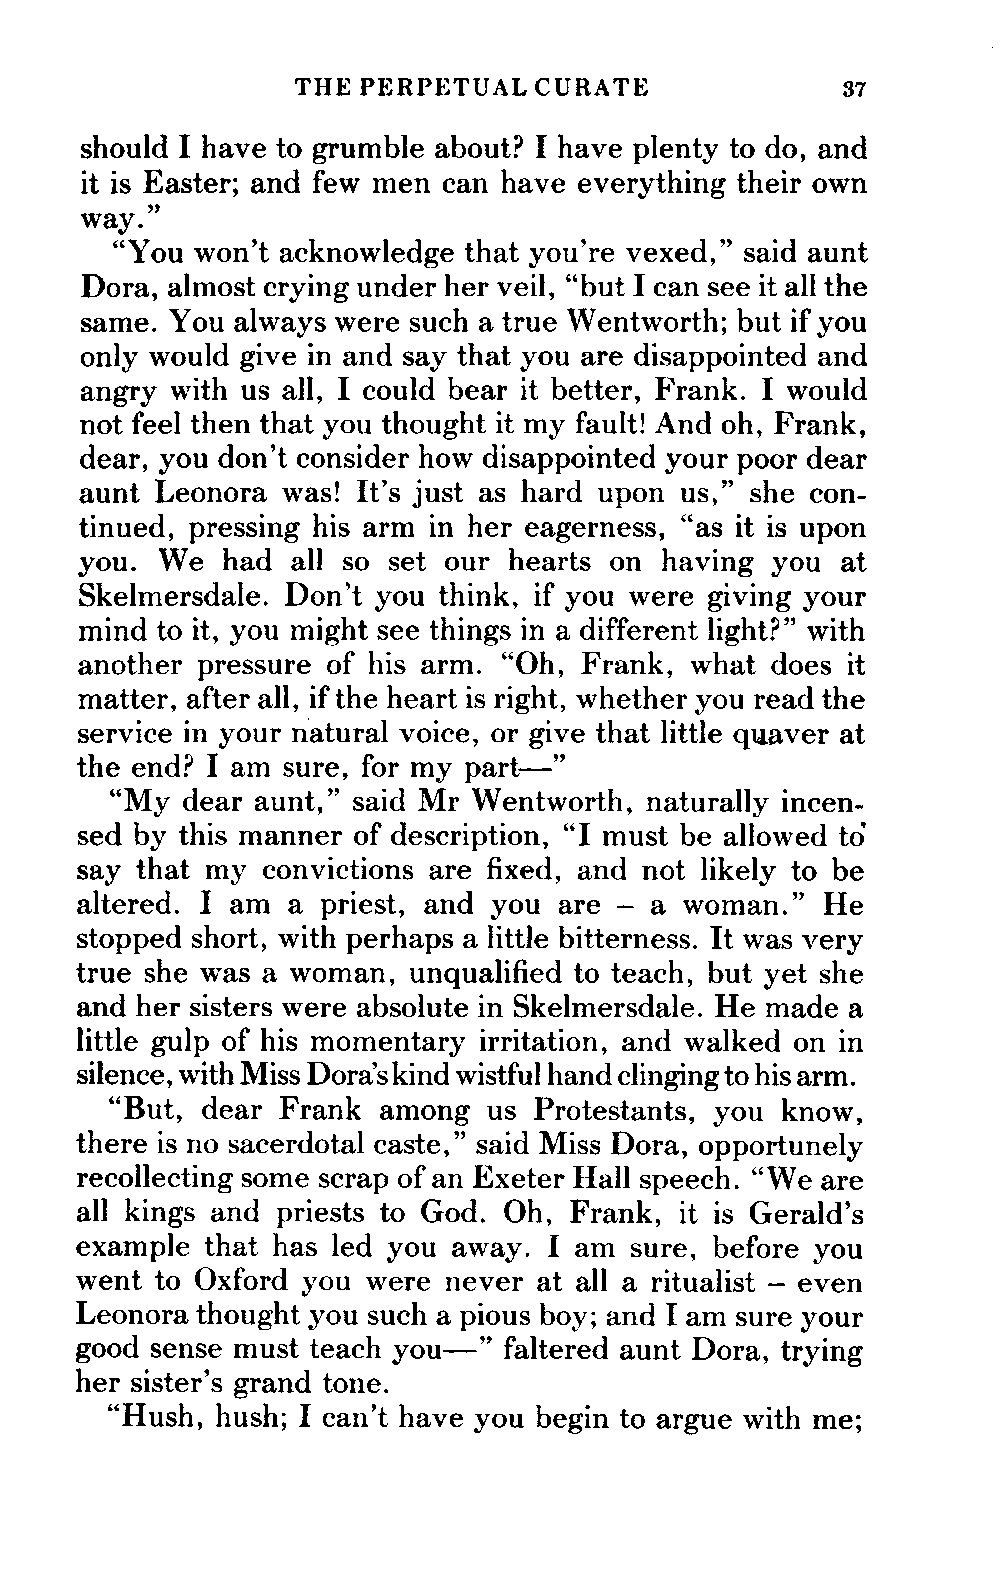 THE PERPETUAL CURATE 37
should I have to grumble about? I have plenty to do, and
it is Easter; and few men can have everything their own
way.”
“You won’t acknowledge that you’re vexed,” said aunt
Dora, almost crying under her veil, “but I can see it all the
same. You always were such a true Wentworth; but if you
only would give in and say that you are disappointed and
angry with us all, I could bear it better, Frank. I would
not feel then that you thought it my fault! And oh, Frank,
dear, you don’t consider how disappointed your poor dear
aunt Leonora was! It’s just as hard upon us,” she con-
tinued, pressing his arm in her eagerness, “as it is upon
you. We had all so set our hearts on having you at
Skelmersdale. Don’t you think, if you were giving your
mind to it, you might see things in a different light?” with
another pressure of his arm. “Oh, Frank, what does it
matter, after all, if the heart is right, whether you read the
service in your natural voice, or give that little quaver at
the end? I am sure, for my part—”
“My dear aunt,” said Mr Wentworth, naturally incen-
sed by this manner of description, “I must be allowed to
say that my convictions are fixed, and not likely to be
altered. I am a priest, and you are – a woman.” He
stopped short, with perhaps a little bitterness. It was very
true she was a woman, unqualified to teach, but yet she
and her sisters were absolute in Skelmersdale. He made a
little gulp of his momentary irritation, and walked on in
silence, with Miss Dora’s kind wistful hand clinging to his arm.
“But, dear Frank among us Protestants, you know,
there is no sacerdotal caste,” said Miss Dora, opportunely
recollecting some scrap of an Exeter Hall speech. “We are
all kings and priests to God. Oh, Frank, it is Gerald’s
example that has led you away. I am sure, before you
went to Oxford you were never at all a ritualist – even
Leonora thought you such a pious boy; and I am sure your
good sense must teach you—” faltered aunt Dora, trying
her sister’s grand tone.
“Hush, hush; I can’t have you begin to argue with me;